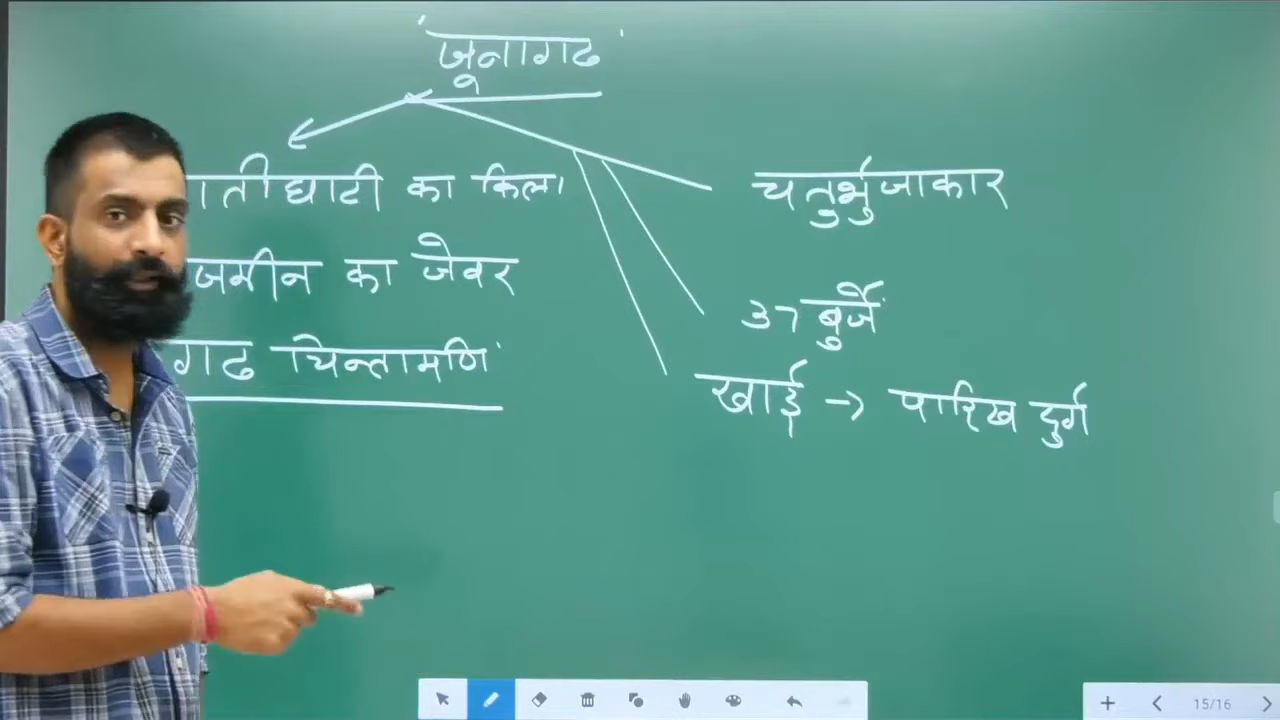 'जूनागढ'
ातीघाटी का किला
जमीन का जेवर
गढ चिन्तामणि
चतुर्भुजाकार
37 बुर्जें
खाई → पारिख दुर्ग
15/16